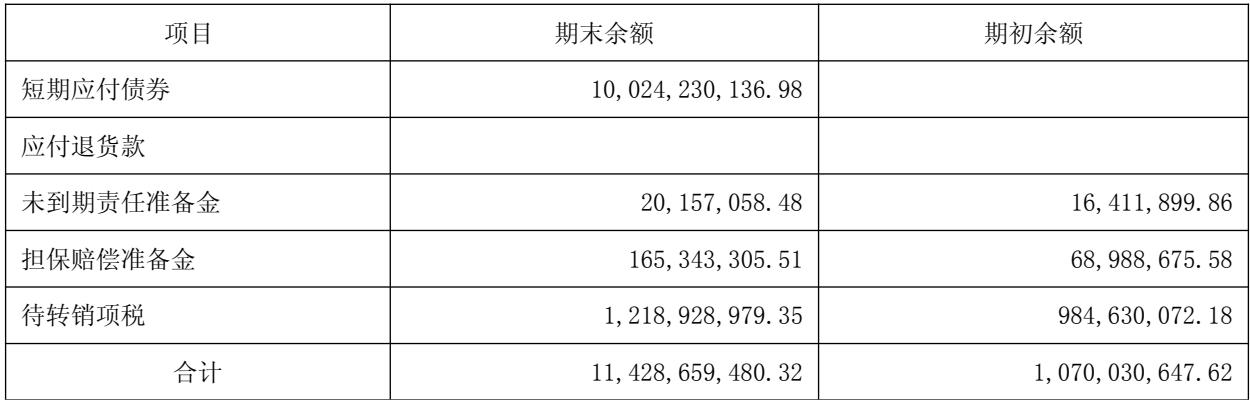 项目 期末余额 期初余额
短期应付债券 10,024,230,136.98
应付退货款
未到期责任准备金 20,157,058.48 16,411,899.86
担保赔偿准备金 165,343,305.51 68,988,675.58
待转销项税 1,218,928,979.35 984,630,072.18
合计 11,428,659,480.32 1,070,030,647.62